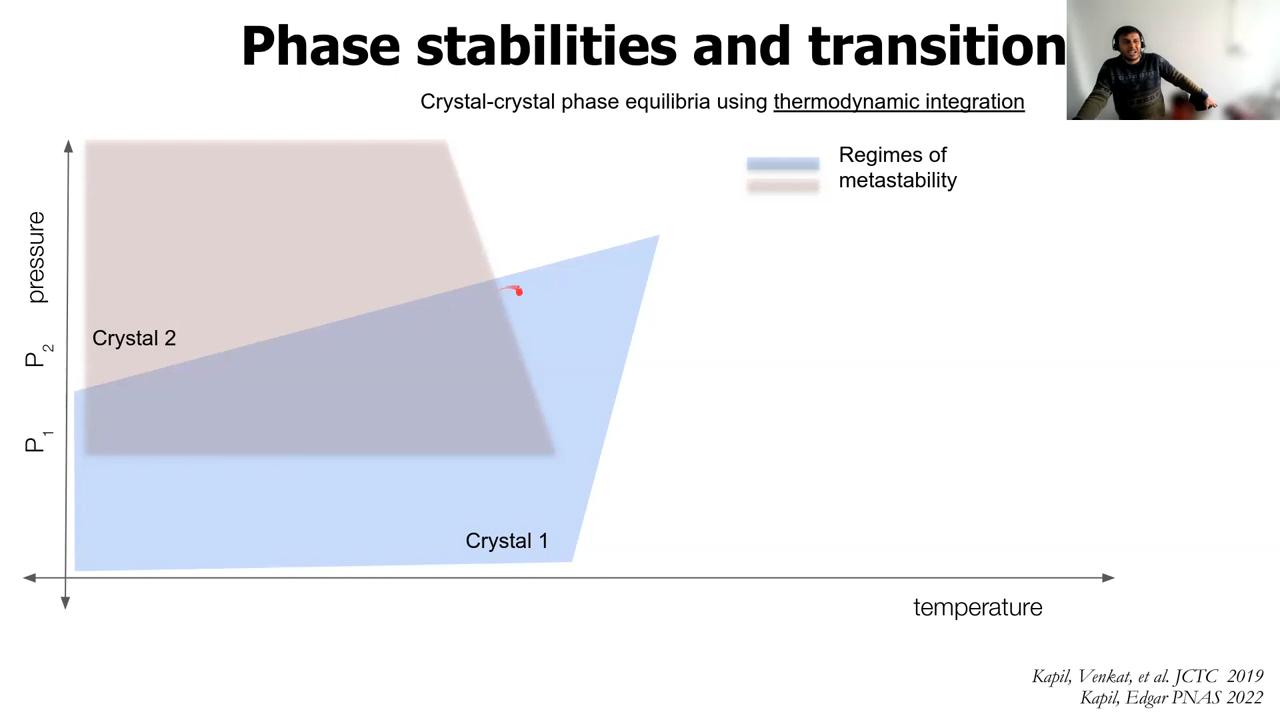 Phase stabilities and transition
Crystal-crystal phase equilibria using thermodynamic integration
Regimes of
metastability
pressure
P2
P1
Crystal 2
Crystal 1
temperature
Kapil, Venkat, et al. JCTC 2019
Kapil, Edgar PNAS 2022